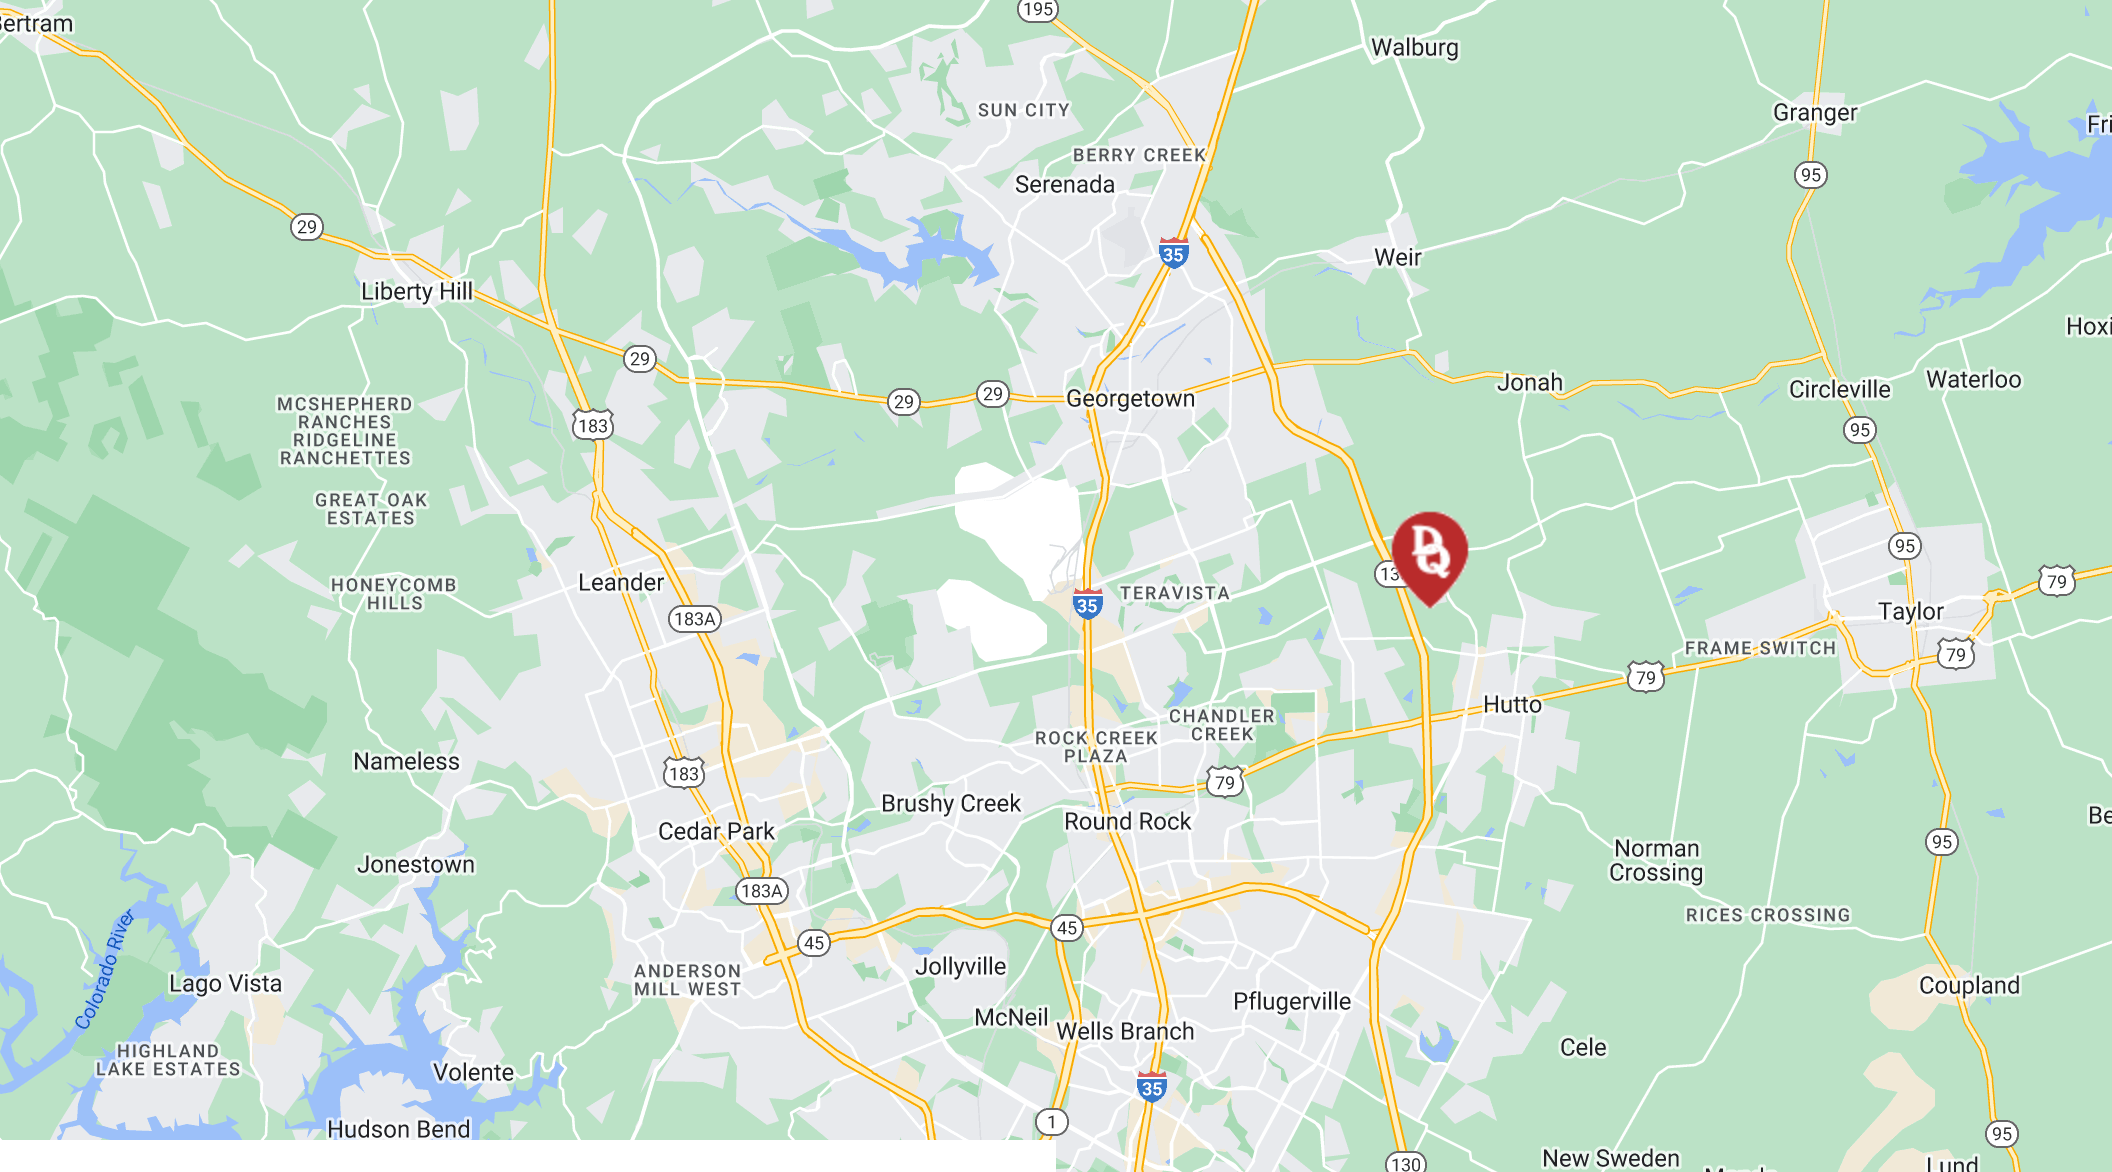 195
Bertram
Walburg
SUN CITY
Granger
BERRY CREEK
Serenada
95
29
35
Weir
Liberty Hill
29
Jonah
Circleville
Waterloo
29
29
Georgetown
MCSHEPHERD
RANCHES
RIDGELINE
RANCHETTES
183
95
GREAT OAK
ESTATES
DQ
95
Leander
HONEYCOMB
HILLS
TERAVISTA
35
79
183A
Taylor
FRAME SWITCH
79
79
Hutto
CHANDLER
CREEK
ROCK CREEK
PLAZA
Nameless
183
79
Brushy Creek
Round Rock
Cedar Park
Norman
Crossing
95
Jonestown
183A
RICES CROSSING
45
45
Colorado River
Lago Vista
ANDERSON
MILL WEST
Jollyville
Coupland
Pflugerville
McNeil
Wells Branch
Cele
HIGHLAND
LAKE ESTATES
Volente
35
Hudson Bend
1
95
New Sweden
130
Lund